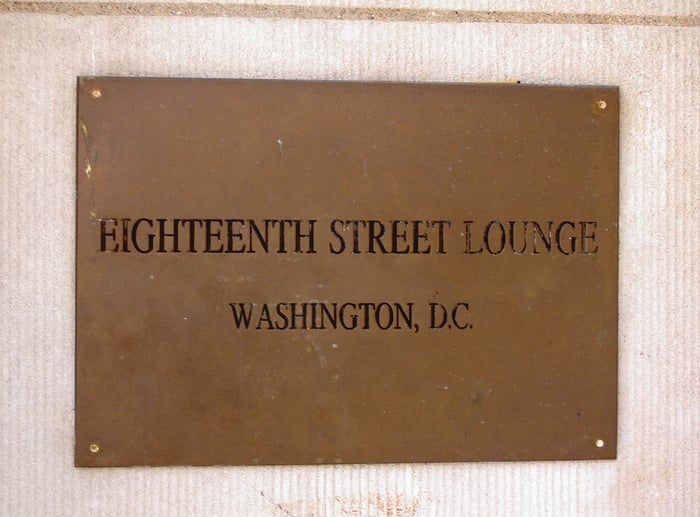 EIGHTEENTH STREET LOUNGE
WASHINGTON, D.C.